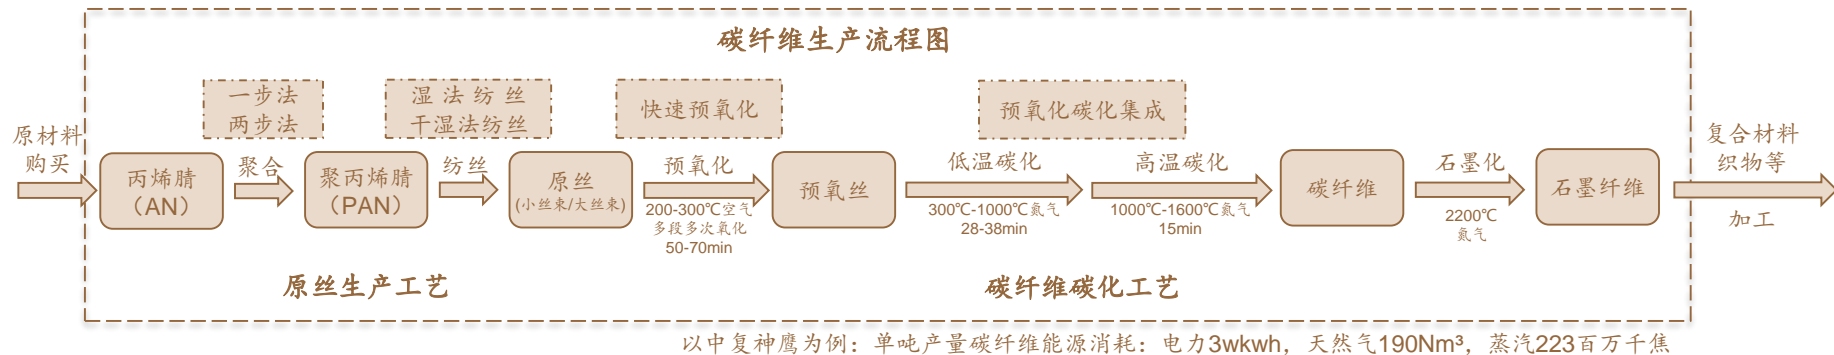 碳纤维生产流程图
一步法
两步法
湿法纺丝
干湿法纺丝
快速预氧化
预氧化碳化集成
原材料
购买
丙烯腈
（AN）
聚合
聚丙烯腈
（PAN）
纺丝
原丝
(小丝束/大丝束)
预氧化
200-300℃空气
多段多次氧化
50-70min
预氧丝
低温碳化
300℃-1000℃氮气
28-38min
高温碳化
1000℃-1600℃氮气
15min
碳纤维
石墨化
2200℃
氮气
石墨纤维
复合材料
织物等
加工
原丝生产工艺
碳纤维碳化工艺
以中复神鹰为例：单吨产量碳纤维能源消耗：电力3wkwh，天然气190Nm³，蒸汽223百万千焦